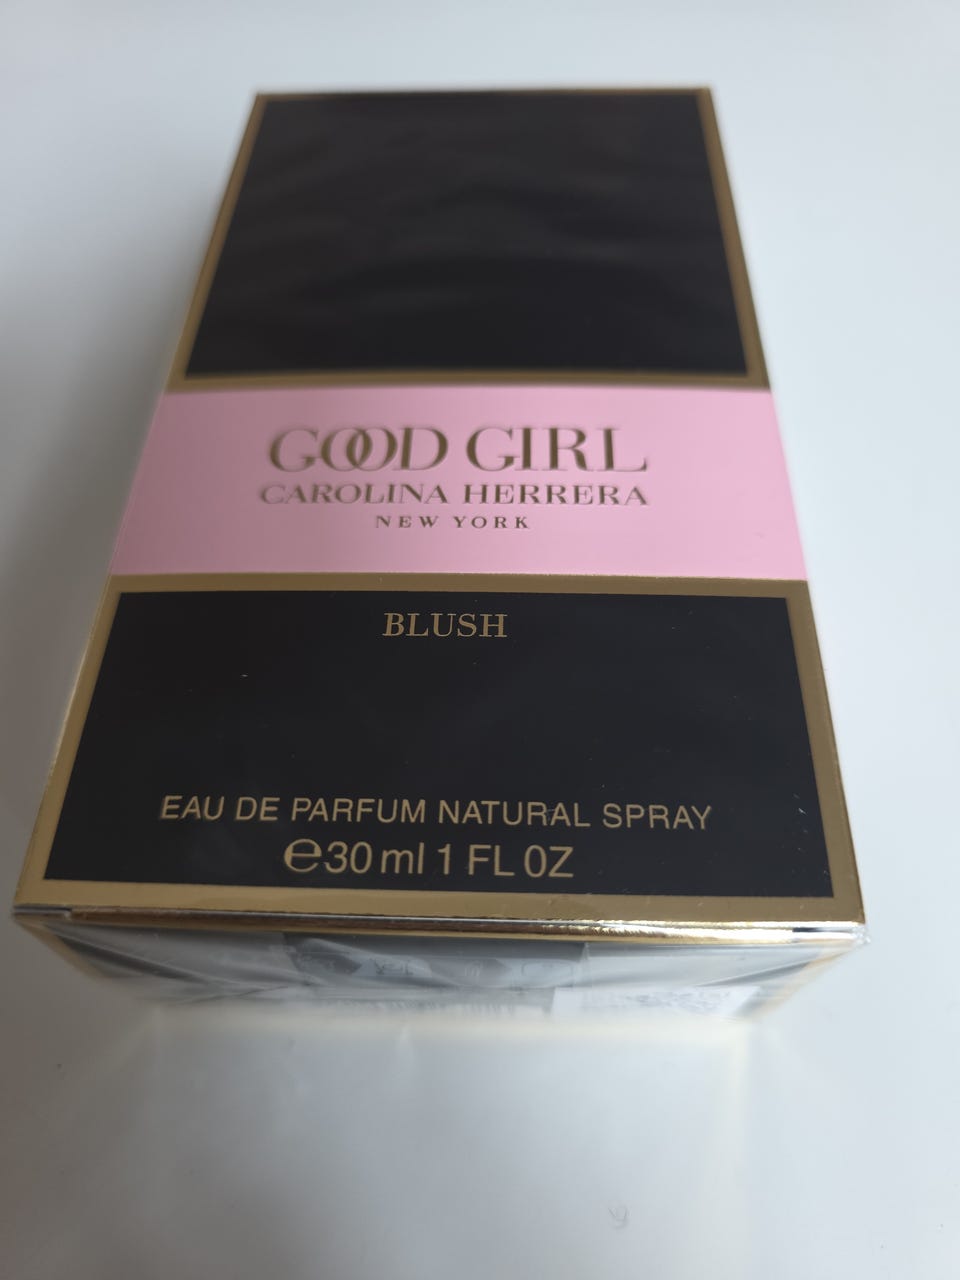 GOOD GIRL
CAROLINA HERRERA
NEW YORK
BLUSH
EAU DE PARFUM NATURAL SPRAY
℮30 ml 1 FL OZ